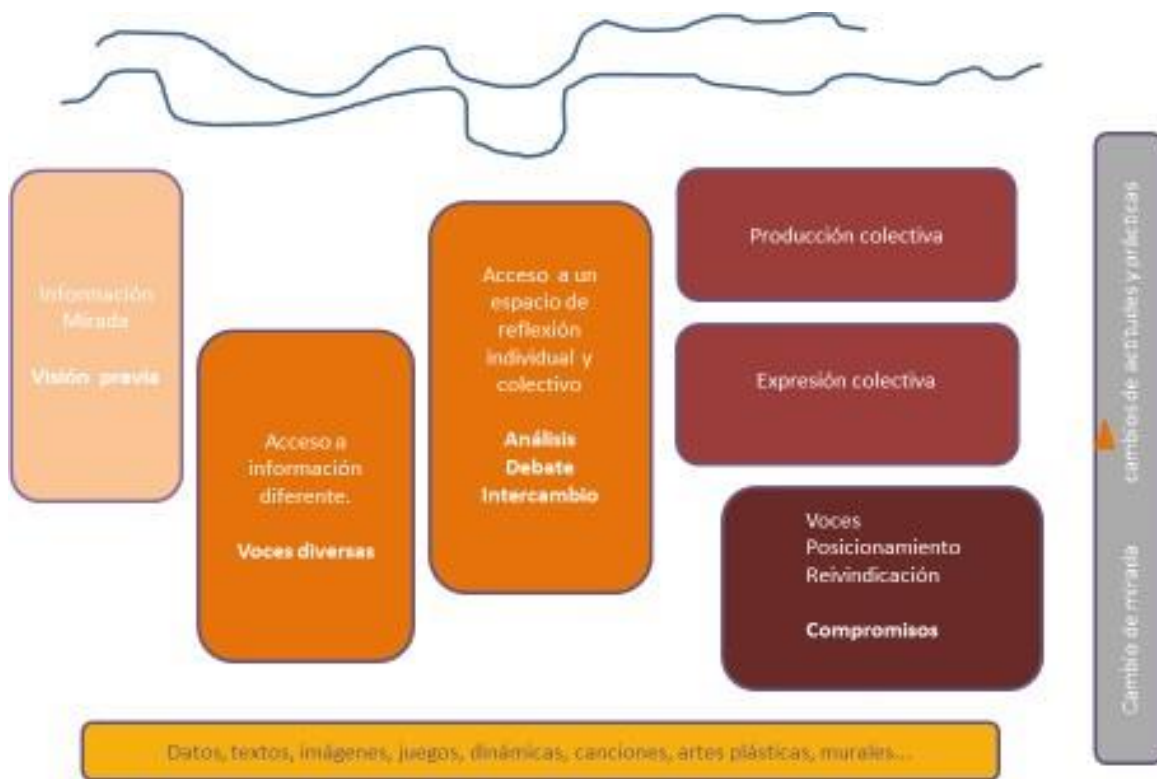 Información
Mirada
Visión previa
Acceso a
información
diferente.
Voces diversas
Acceso a un
espacio de
reflexión
individual y
colectivo
Análisis
Debate
Intercambio
Producción colectiva
Expresión colectiva
Voces
Posicionamiento
Reivindicación
Compromisos
Cambio de mirada cambios de actitudes y prácticas
Datos, textos, imágenes, juegos, dinámicas, canciones, artes plásticas, murales...